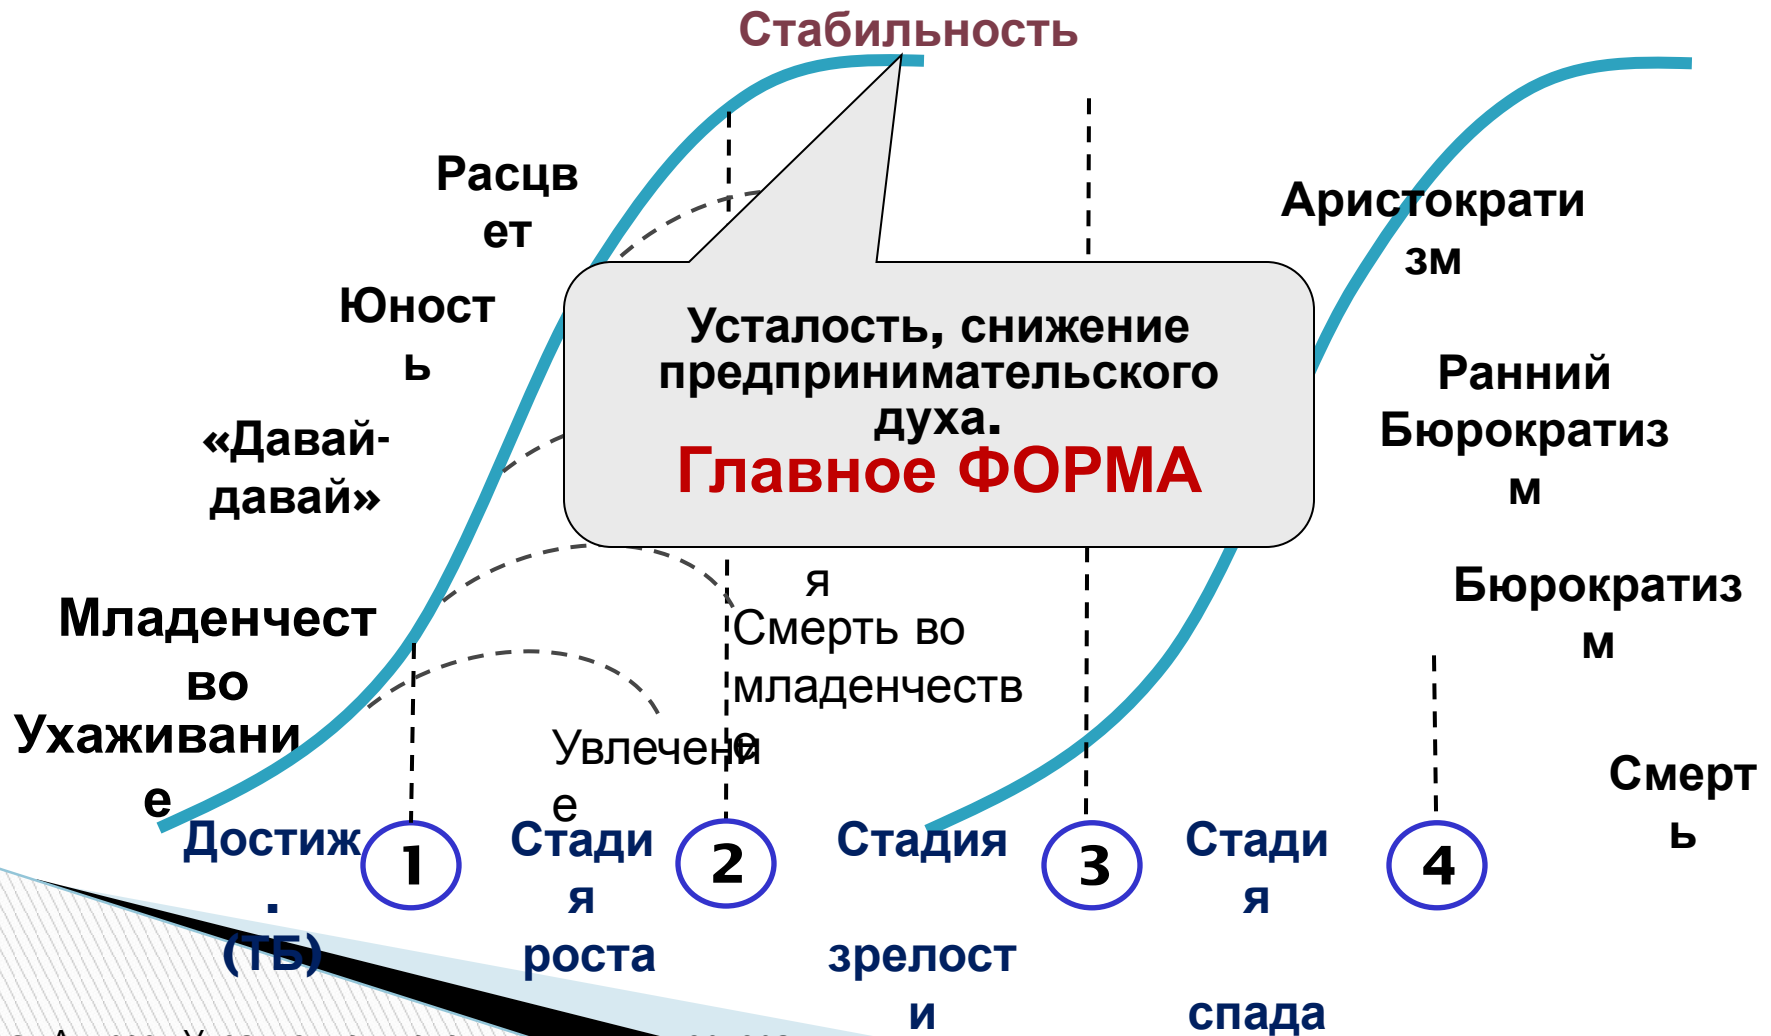 Стабильность
Расцв
ет
Юност
ь
«Давай-
давай»
Младенчест
во
Ухаживани
е
Усталость, снижение
предпринимательского
духа.
Главное ФОРМА
Аристократи
зм
Ранний
Бюрократиз
м
Бюрократиз
м
Смерт
ь
я
Смерть во
младенчеств
е
Увлечени
е
Достиж
.
(ТБ)
1
Стади
я
роста
2
Стадия
зрелост
и
3
Стади
я
спада
4